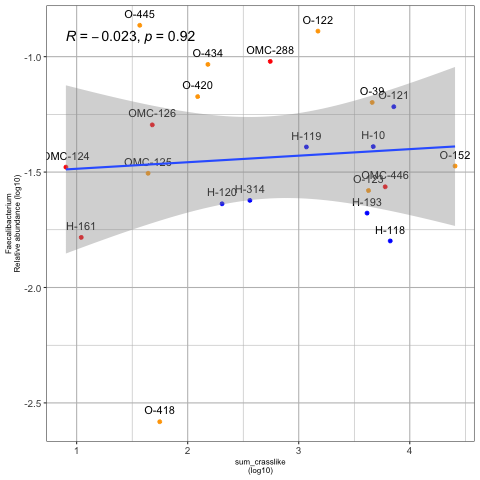 O-445
O-122
R = – 0.023, p = 0.92
OMC-288
O-434
O-420
O-39
O-121
OMC-126
H-119
H-10
OMC-124
OMC-125
O-152
O-123
OMC-446
H-120
H-314
H-193
H-161
H-118
O-418
-1.0
-1.5
-2.0
-2.5
1
2
3
4
Faecalibacterium
Relative abundance (log10)
sum_crasslike
(log10)